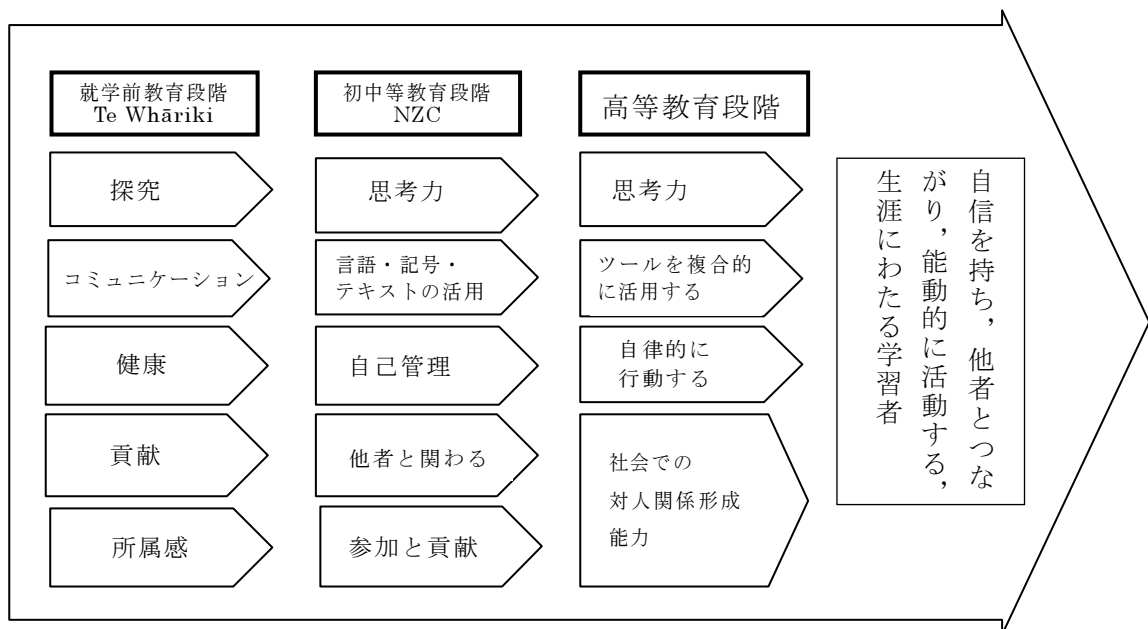 就学前教育段階
Te Whāriki
初中等教育段階
NZC
高等教育段階
探究
思考力
思考力
コミュニケーション
言語・記号・
テキストの活用
ツールを複合的
に活用する
健康
自己管理
自律的に
行動する
貢献
他者と関わる
社会での
対人関係形成
能力
所属感
参加と貢献
自信を持ち，他者とつな
がり，能動的に活動する，
生涯にわたる学習者